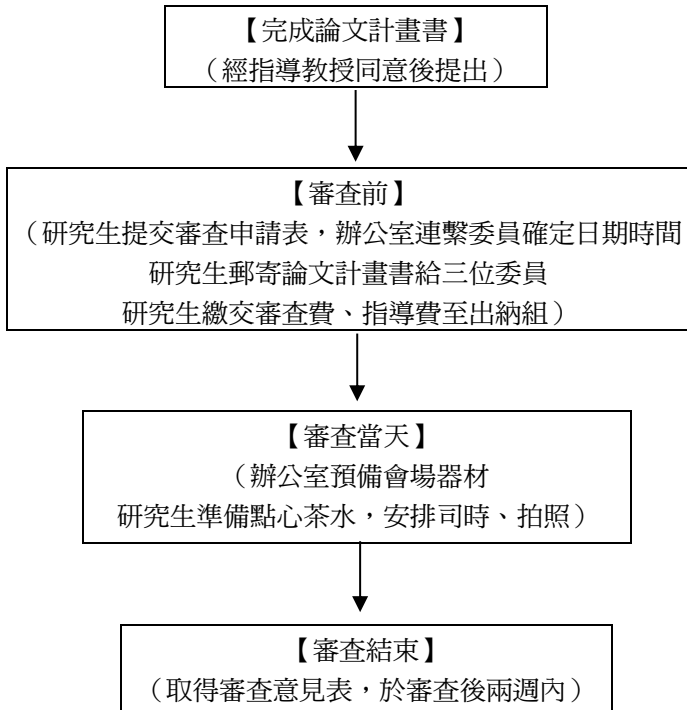 【完成論文計畫書】
（經指導教授同意後提出）
【審查前】
（研究生提交審查申請表，辦公室連繫委員確定日期時間
研究生郵寄論文計畫書給三位委員
研究生繳交審查費、指導費至出納組）
【審查當天】
（辦公室預備會場器材
研究生準備點心茶水，安排司時、拍照）
【審查結束】
（取得審查意見表，於審查後兩週內）